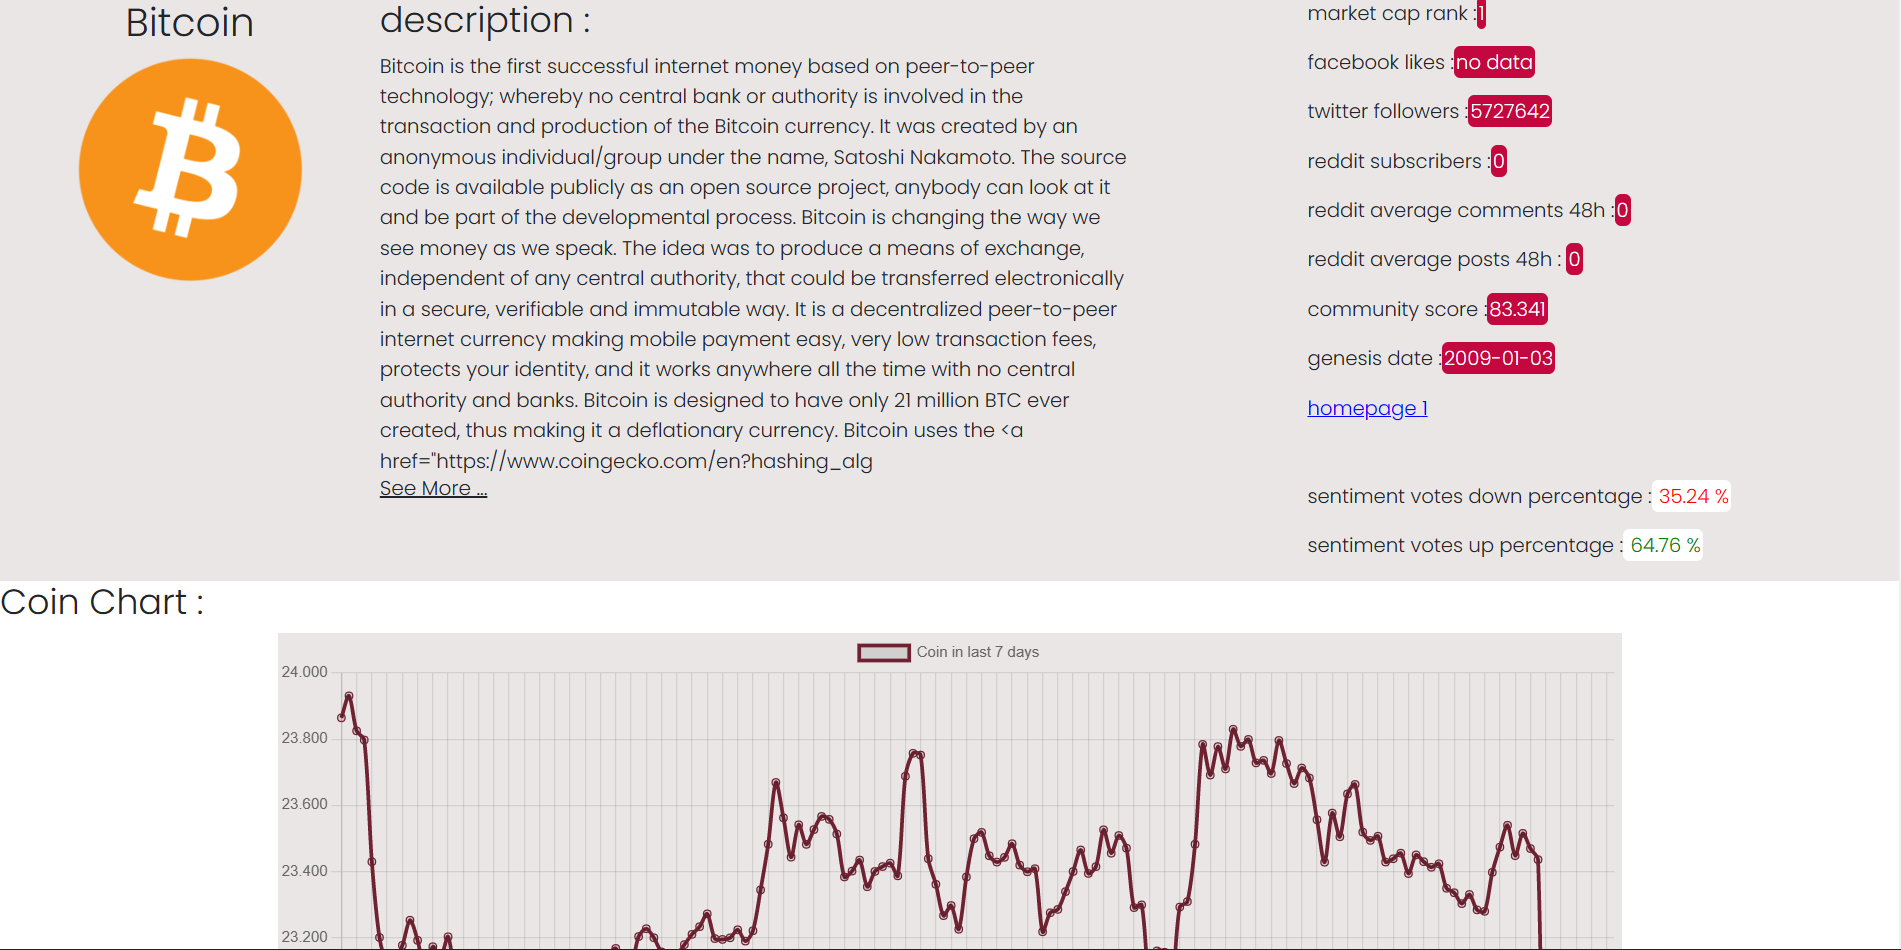 Bitcoin
description :
Bitcoin is the first successful internet money based on peer-to-peer
technology; whereby no central bank or authority is involved in the
transaction and production of the Bitcoin currency. It was created by an
anonymous individual/group under the name, Satoshi Nakamoto. The source
code is available publicly as an open source project, anybody can look at it
and be part of the developmental process. Bitcoin is changing the way we
see money as we speak. The idea was to produce a means of exchange,
independent of any central authority, that could be transferred electronically
in a secure, verifiable and immutable way. It is a decentralized peer-to-peer
internet currency making mobile payment easy, very low transaction fees,
protects your identity, and it works anywhere all the time with no central
authority and banks. Bitcoin is designed to have only 21 million BTC ever
created, thus making it a deflationary currency. Bitcoin uses the <a
href="https://www.coingecko.com/en?hashing_alg
See More ...
market cap rank :1
facebook likes :no data
twitter followers :5727642
reddit subscribers :0
reddit average comments 48h :0
reddit average posts 48h : 0
community score :83.341
genesis date :2009-01-03
homepage 1
sentiment votes down percentage : 35.24 %
sentiment votes up percentage : 64.76 %
Coin Chart :
Coin in last 7 days
24.000
23.800
23.600
23.400
23.200